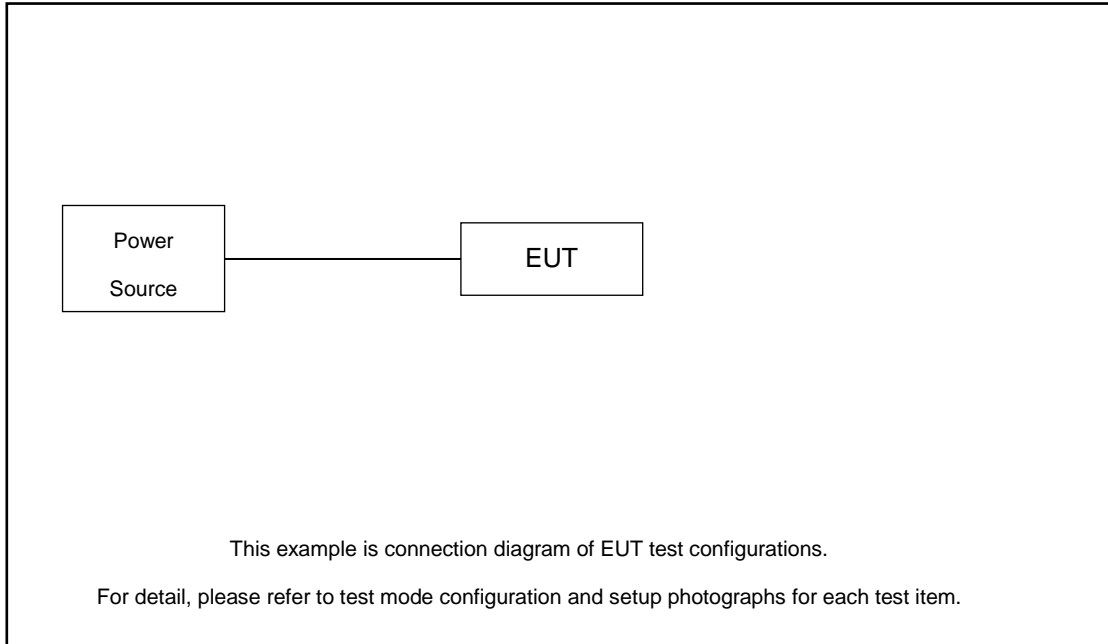 Power
Source
EUT
This example is connection diagram of EUT test configurations.
For detail, please refer to test mode configuration and setup photographs for each test item.